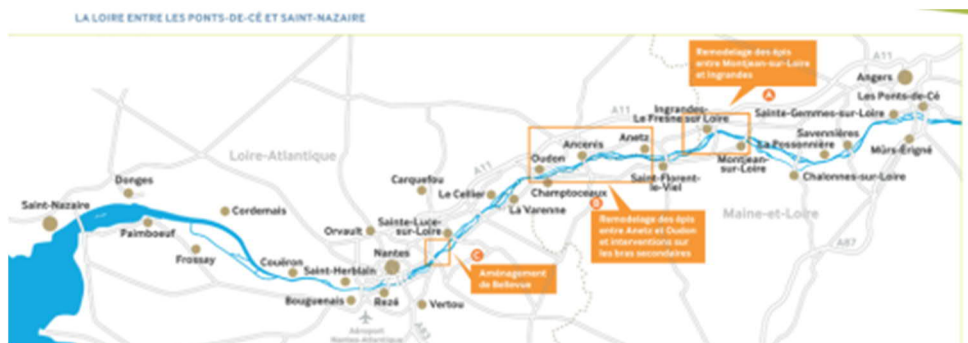 LA LOIRE ENTRE LES PONTS-DE-CÉ ET SAINT-NAZAIRE
Remodelage des épis
entre Montjean-sur-Loire
et Ingrandes
A11
Angers
A
Les Ponts-de-Cé
A11
Ingrandes-
Le Fresne sur Loire
Sainte-Gemmes-sur-Loire
Savennières
La Possonnière
Mûrs-Érigné
Anetz
Ancenis
Oudon
Montjean-
sur-Loire
Chalonnes-sur-Loire
Saint-Florent-
le-Viel
Loire-Atlantique
A11
Carquefou
Le Cellier
Champtoceaux
La Varenne
B
Remodelage des épis
entre Anetz et Oudon
et interventions sur
les bras secondaires
Maine-et-Loire
A87
Donges
Saint-Nazaire
Cordemais
Paimboeuf
Frossay
Orvault
Sainte-Luce-
sur-Loire
Nantes
C
Aménagement
de Bellevue
Couëron
Saint-Herblain
Bouguenais
Rezé
Vertou
Aéroport
Nantes-Atlantique
A83